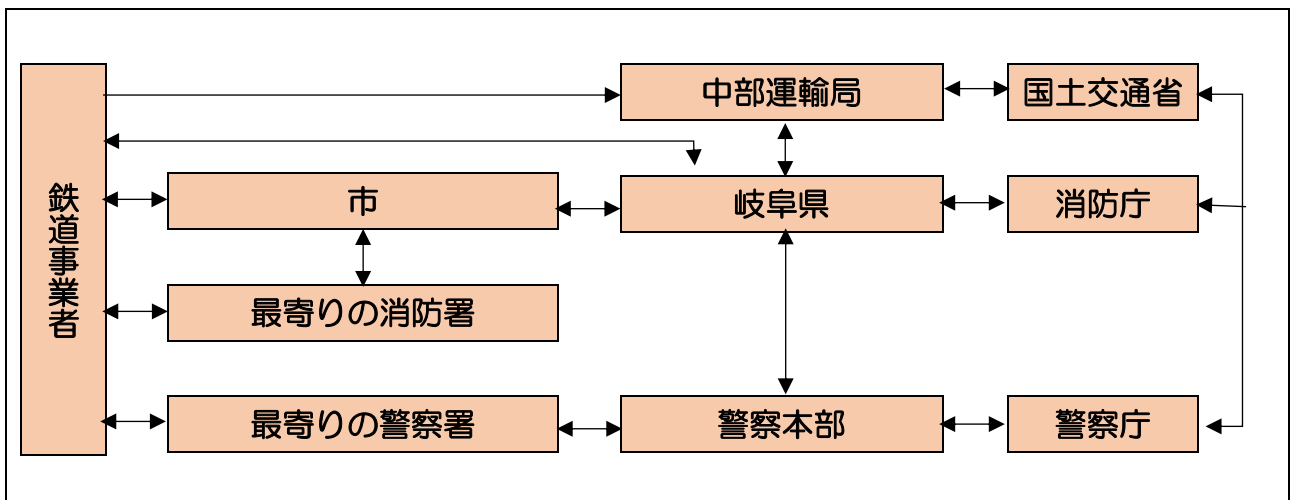 鉄道事業者
中部運輸局
国土交通省
市
岐阜県
消防庁
最寄りの消防署
最寄りの警察署
警察本部
警察庁